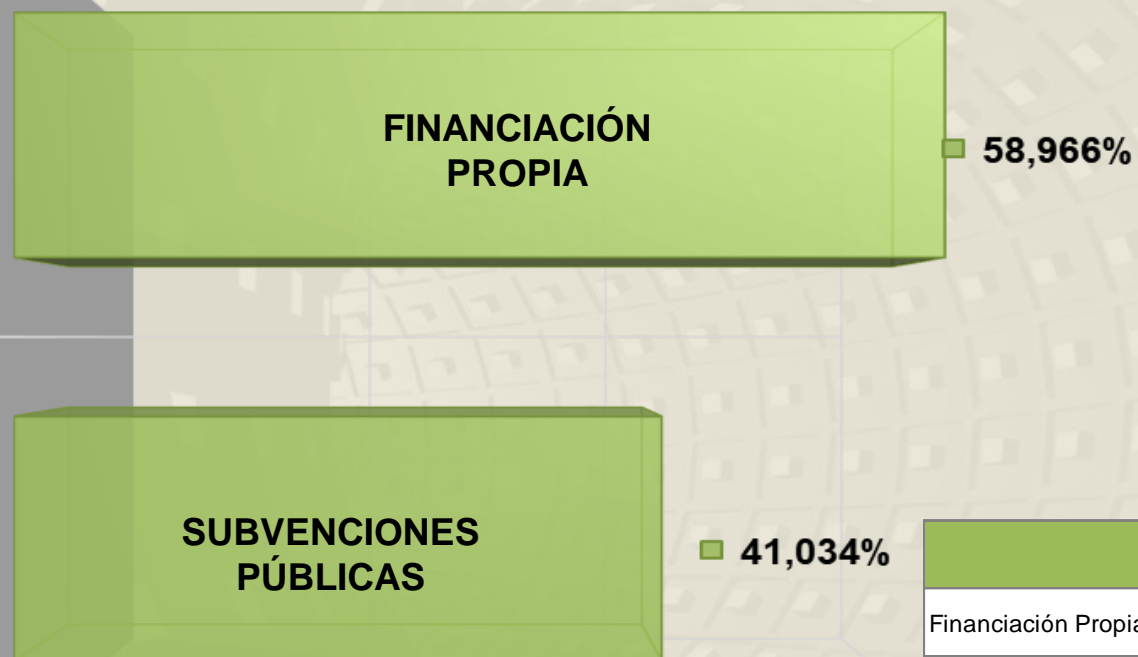 FINANCIACIÓN
PROPIA
58,966%
SUBVENCIONES
PÚBLICAS
41,034%
Financiación Propia